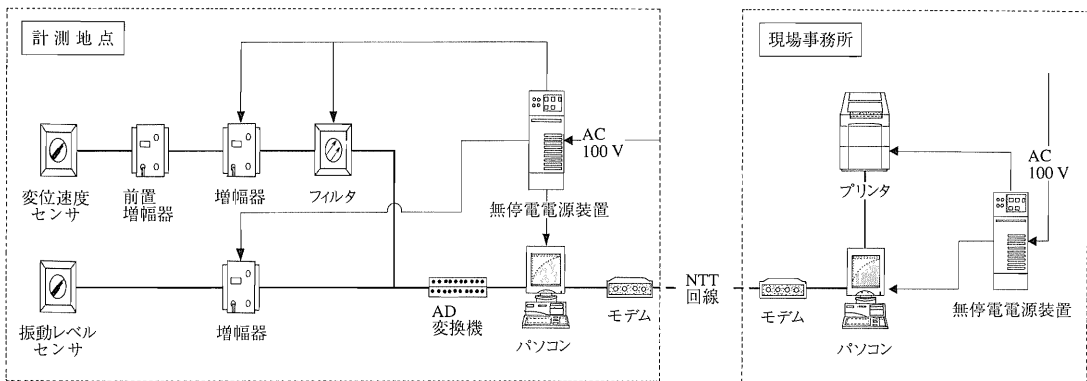 計測地点
変位速度
センサ
前置
増幅器
増幅器
フィルタ
AC
100 V
無停電電源装置
振動レベル
センサ
増幅器
AD
変換機
パソコン
モデム
NTT
回線
現場事務所
プリンタ
AC
100 V
無停電電源装置
モデム
パソコン